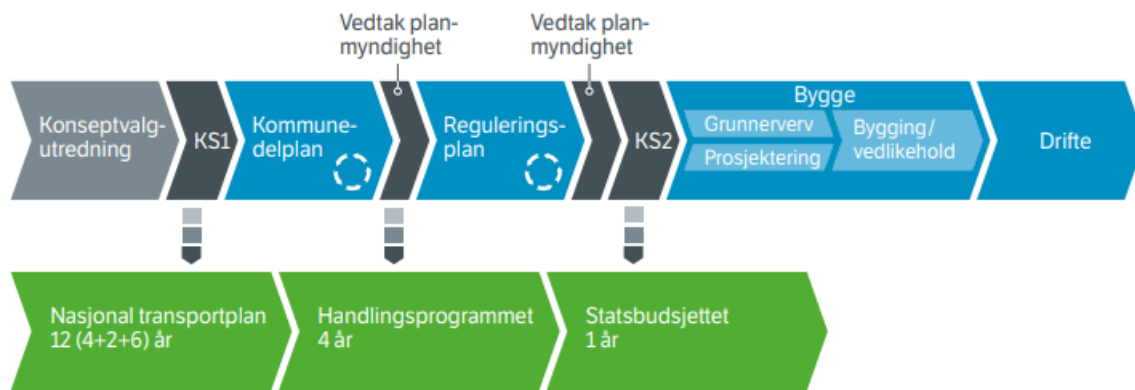 Vedtak plan-
myndighet
Vedtak plan-
myndighet
Konseptvalg-
utredning
KS1
Kommune-
delplan
Regulerings-
plan
KS2
Bygge
Grunnerverv
Prosjektering
Bygging/
vedlikehold
Drifte
Nasjonal transportplan
12 (4+2+6) år
Handlingsprogrammet
4 år
Statsbudsjettet
1 år